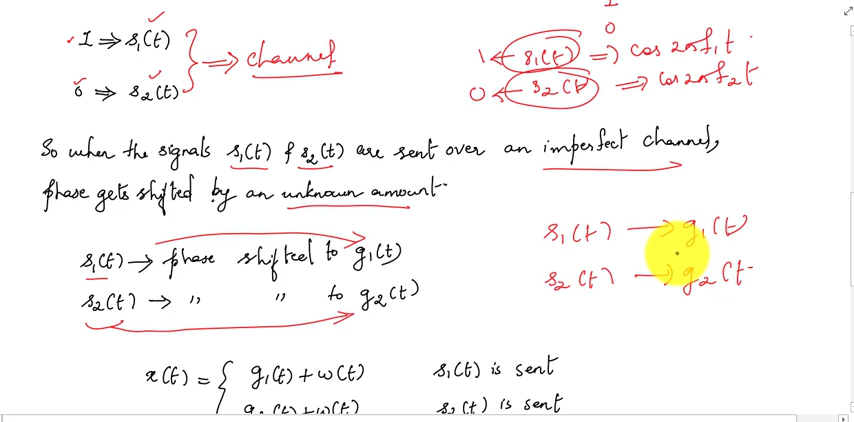 I
0
I ⇒ s₁(t)
0 ⇒ s₂(t)
⇒ channel
1 ← s₁(t) ⇒ cos 2πf₁t
0 ← s₂(t) ⇒ cos 2πf₂t
So when the signals s₁(t) & s₂(t) are sent over an imperfect channel,
phase gets shifted by an unknown amount.
s₁(t) → phase shifted to g₁(t)
s₂(t) → " " to g₂(t)
s₁(t) → g₁(t)
s₂(t) → g₂(t
x(t) = { g₁(t) + w(t) s₁(t) is sent
g₂(t) + w(t) s₂(t) is sent